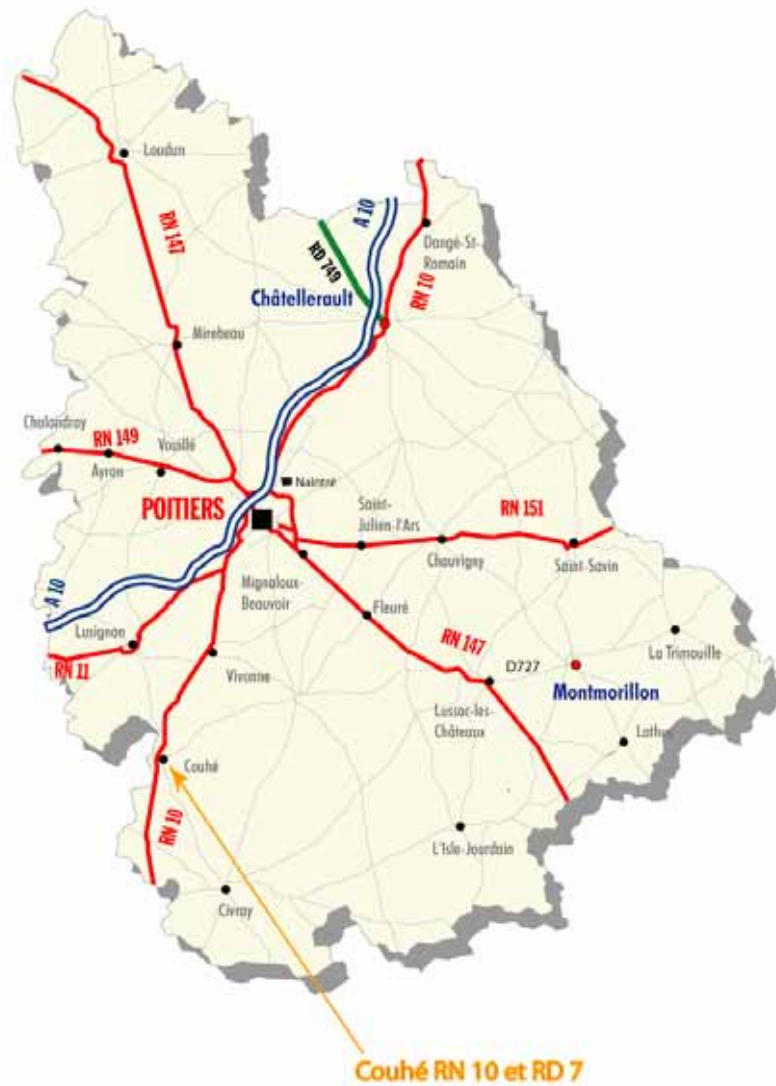 Loudun
RN 147
A 10
RD 749
Dangé-St-
Romain
RN 10
Châtellerault
Mirebeau
Chalandray
RN 149
Vouillé
Ayron
Naintré
POITIERS
Saint-
Julien-l'Ars
RN 151
Chauvigny
Saint-Savin
Mignaloux-
Beauvoir
A 10
Fleuré
Lusignan
RN 147
La Trimouille
RN 11
Vivonne
D727
Montmorillon
Lussac-les-
Châteaux
Lathus
Couhé
RN 10
L'Isle-Jourdain
Civray
Couhé RN 10 et RD 7